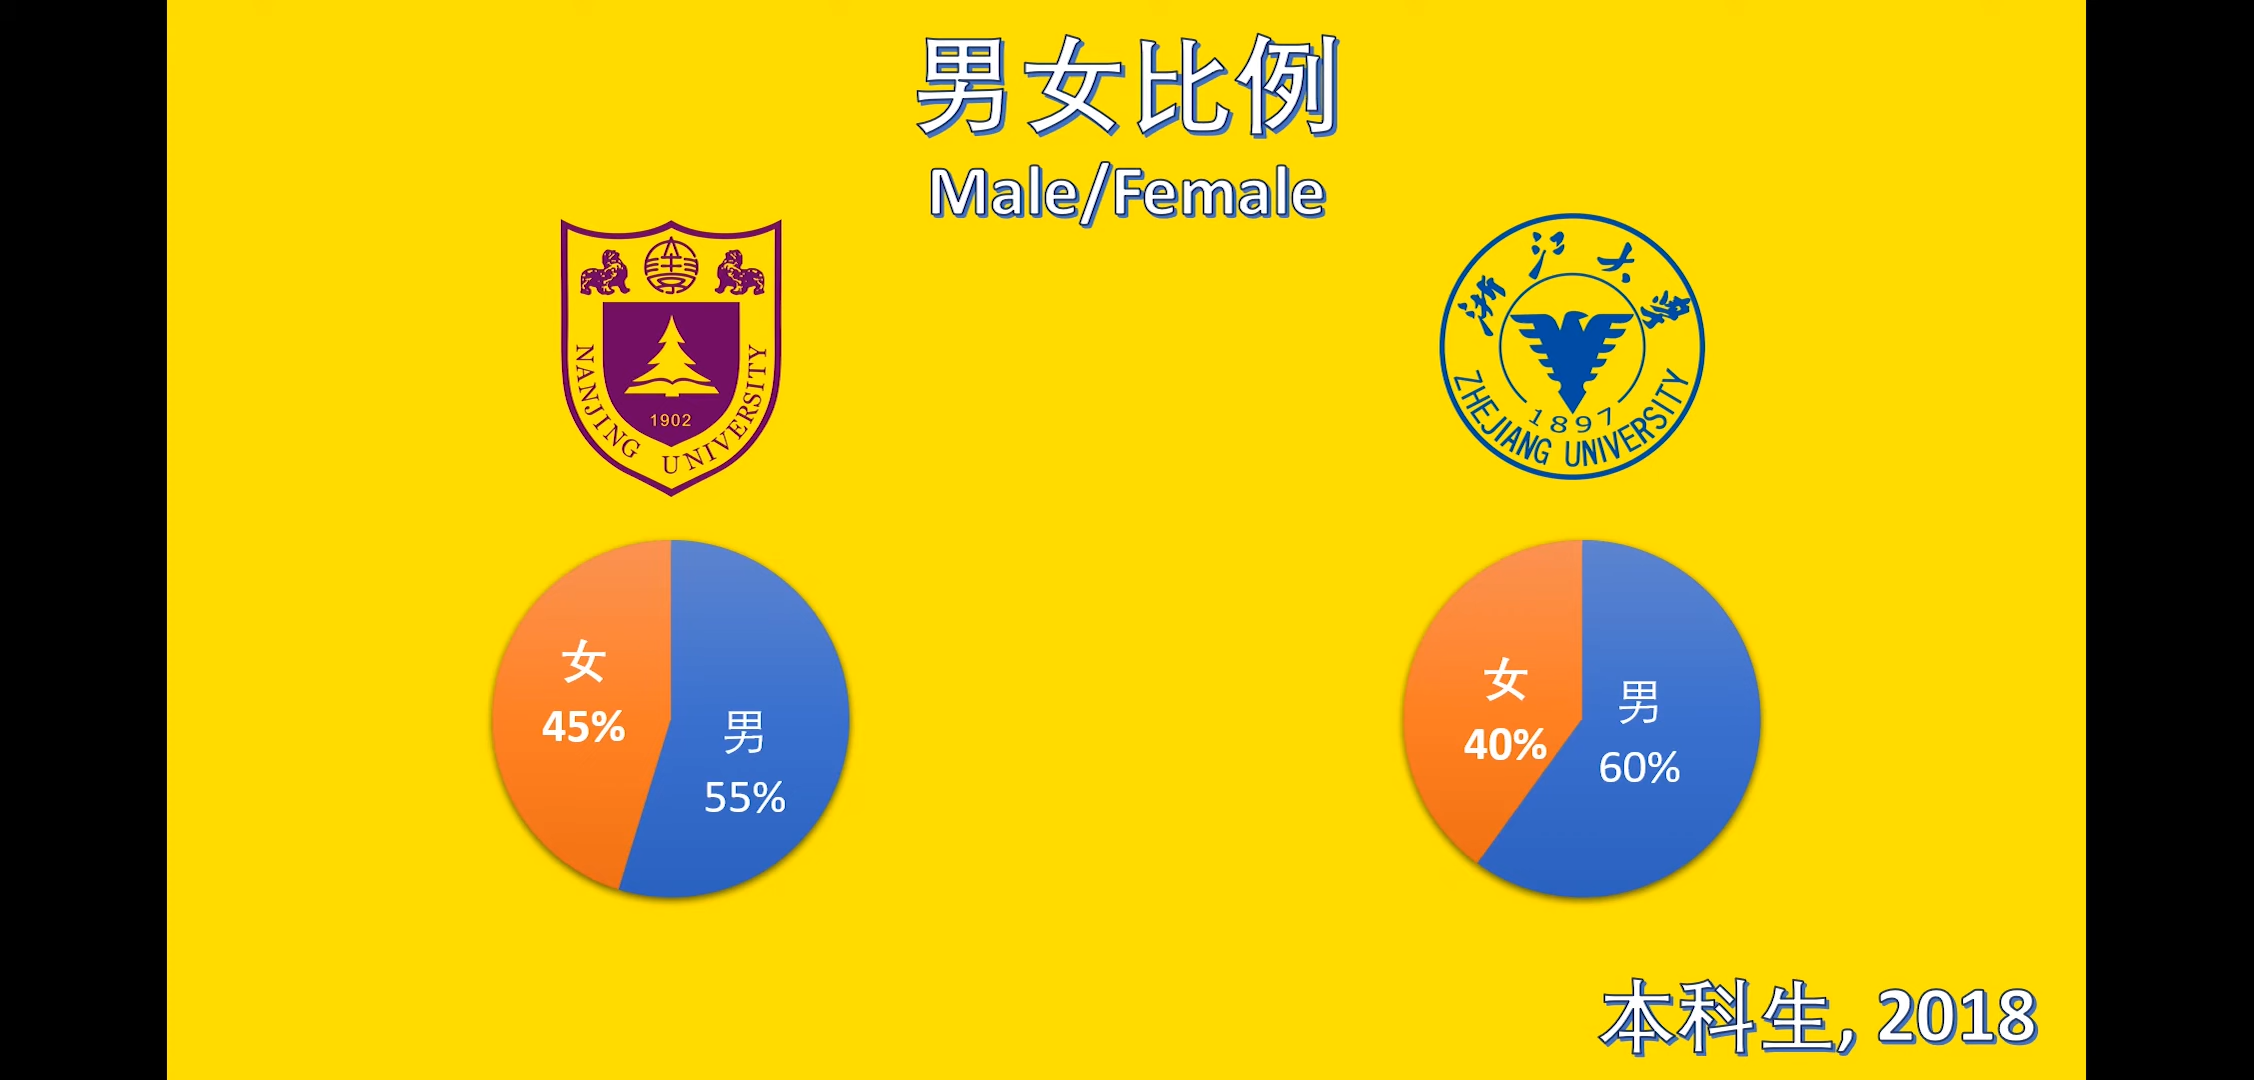 男女比例
Male/Female
NANJING UNIVERSITY
1902
浙江大学
1897
ZHEJIANG UNIVERSITY
女
45%
男
55%
女
40%
男
60%
本科生, 2018